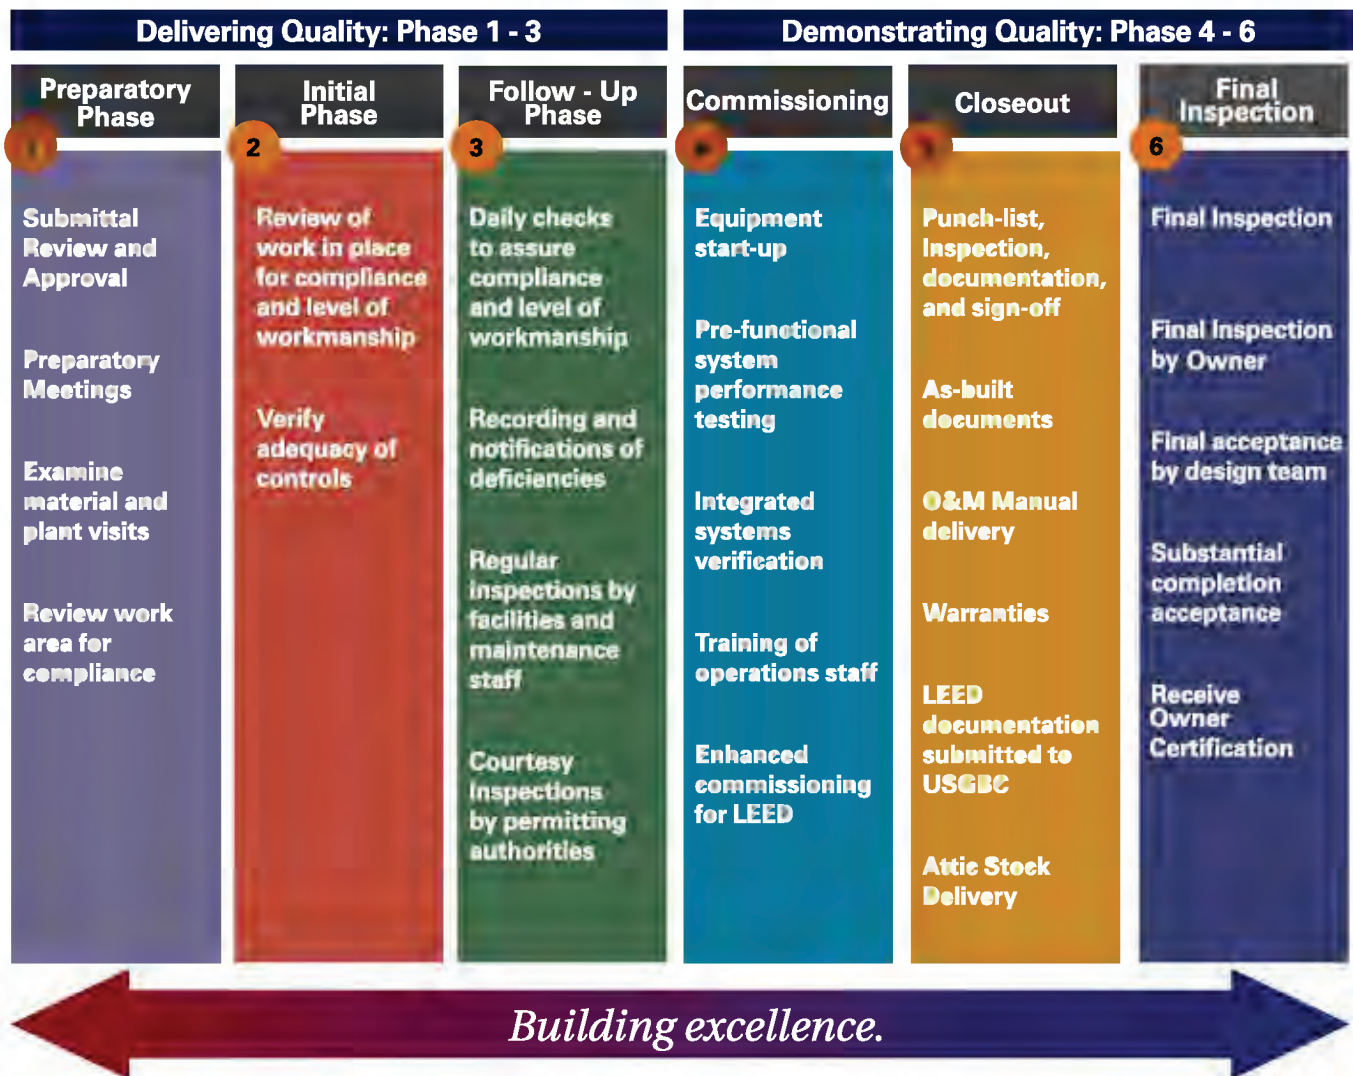 Delivering Quality: Phase 1 - 3
Demonstrating Quality: Phase 4 - 6
Preparatory
Phase
1
Submittal
Review and
Approval
Preparatory
Meetings
Examine
material and
plant visits
Review work
area for
compliance
Initial
Phase
2
Review of
work in place
for compliance
and level of
workmanship
Verify
adequacy of
controls
Follow - Up
Phase
3
Daily checks
to assure
compliance
and level of
workmanship
Recording and
notifications of
deficiencies
Regular
inspections by
facilities and
maintenance
staff
Courtesy
Inspections
by permitting
authorities
Commissioning
Equipment
start-up
Pre-functional
system
performance
testing
Integrated
systems
verification
Training of
operations staff
Enhanced
commissioning
for LEED
Closeout
Punch-list,
Inspection,
documentation,
and sign-off
As-built
documents
O&M Manual
delivery
Warranties
LEED
documentation
submitted to
USGBC
Attic Stock
Delivery
Final
Inspection
6
Final Inspection
Final Inspection
by Owner
Final acceptance
by design team
Substantial
completion
acceptance
Receive
Owner
Certification
Building excellence.